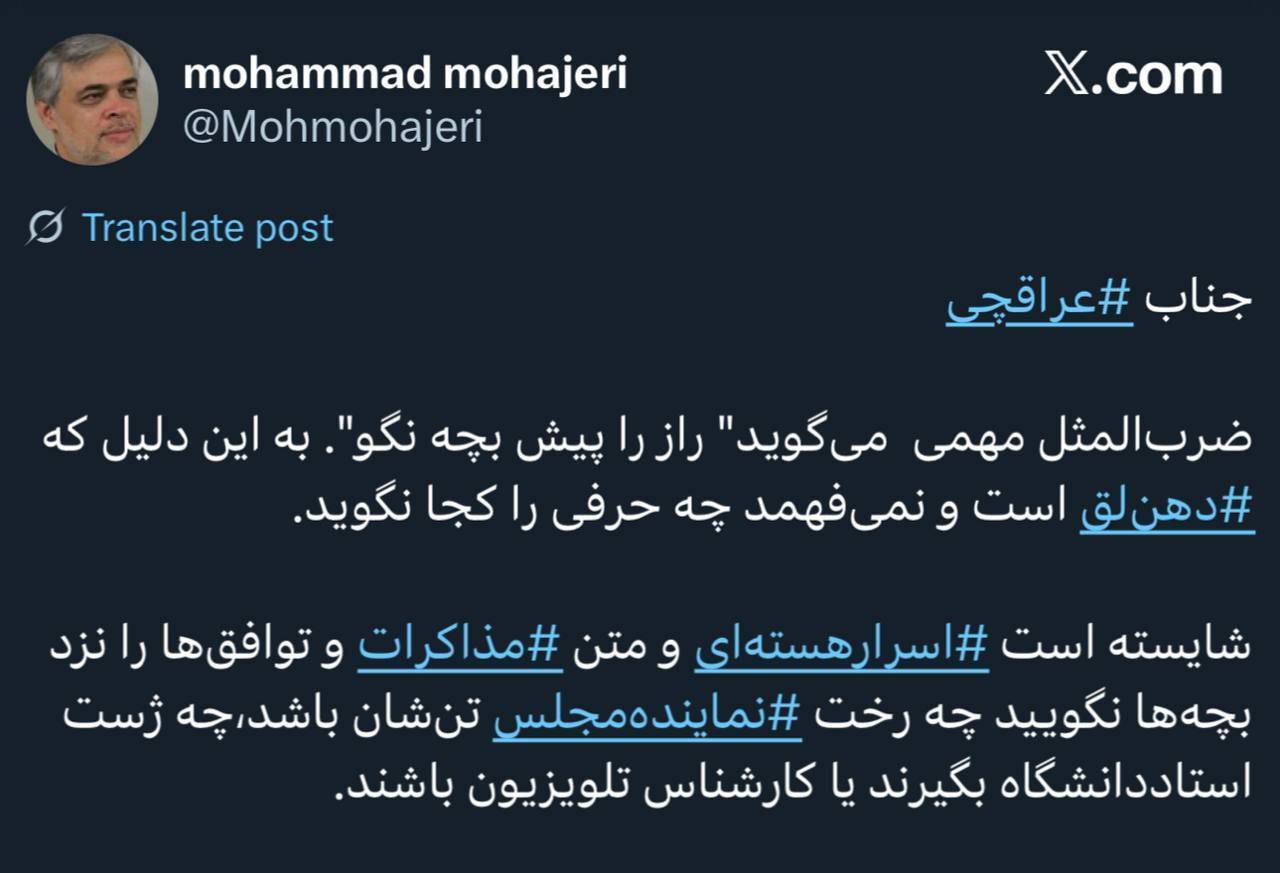 mohammad mohajeri
X.com
@Mohmohajeri
Translate post
جناب #عراقچی
ضرب‌المثل مهمی  می‌گوید" راز را پیش بچه نگو". به این دلیل که
#دهن‌لق است و نمی‌فهمد چه حرفی را کجا نگوید.
شایسته است #اسرارهسته‌ای و متن #مذاکرات و توافق‌ها را نزد
بچه‌ها نگویید چه رخت #نماینده‌مجلس تن‌شان باشد،چه ژست
استاددانشگاه بگیرند یا کارشناس تلویزیون باشند.